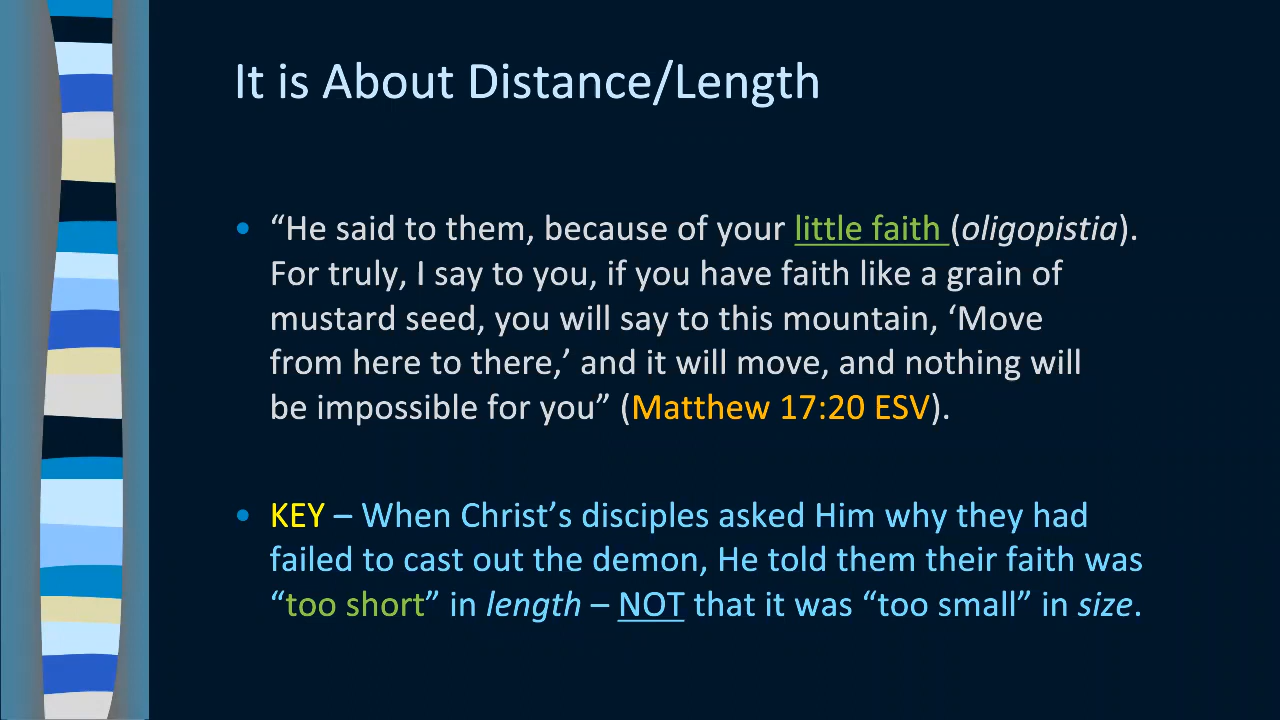 It is About Distance/Length
• “He said to them, because of your little faith (oligopistia).
For truly, I say to you, if you have faith like a grain of
mustard seed, you will say to this mountain, ‘Move
from here to there,’ and it will move, and nothing will
be impossible for you” (Matthew 17:20 ESV).
• KEY – When Christ’s disciples asked Him why they had
failed to cast out the demon, He told them their faith was
“too short” in length – NOT that it was “too small” in size.